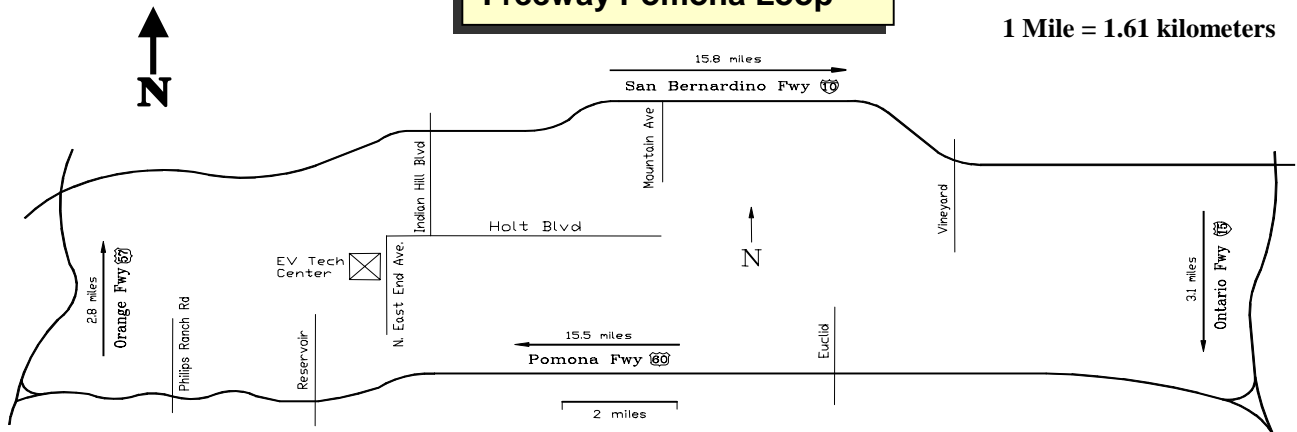 Freeway Pomona Loop
1 Mile = 1.61 kilometers
N
15.8 miles
San Bernardino Fwy 10
Indian Hill Blvd
Mountain Ave
Vineyard
Holt Blvd
N
EV Tech
Center
N. East End Ave.
2.8 miles
Orange Fwy 57
3.1 miles
Ontario Fwy 15
Philips Ranch Rd
Reservoir
15.5 miles
Pomona Fwy 60
Euclid
2 miles